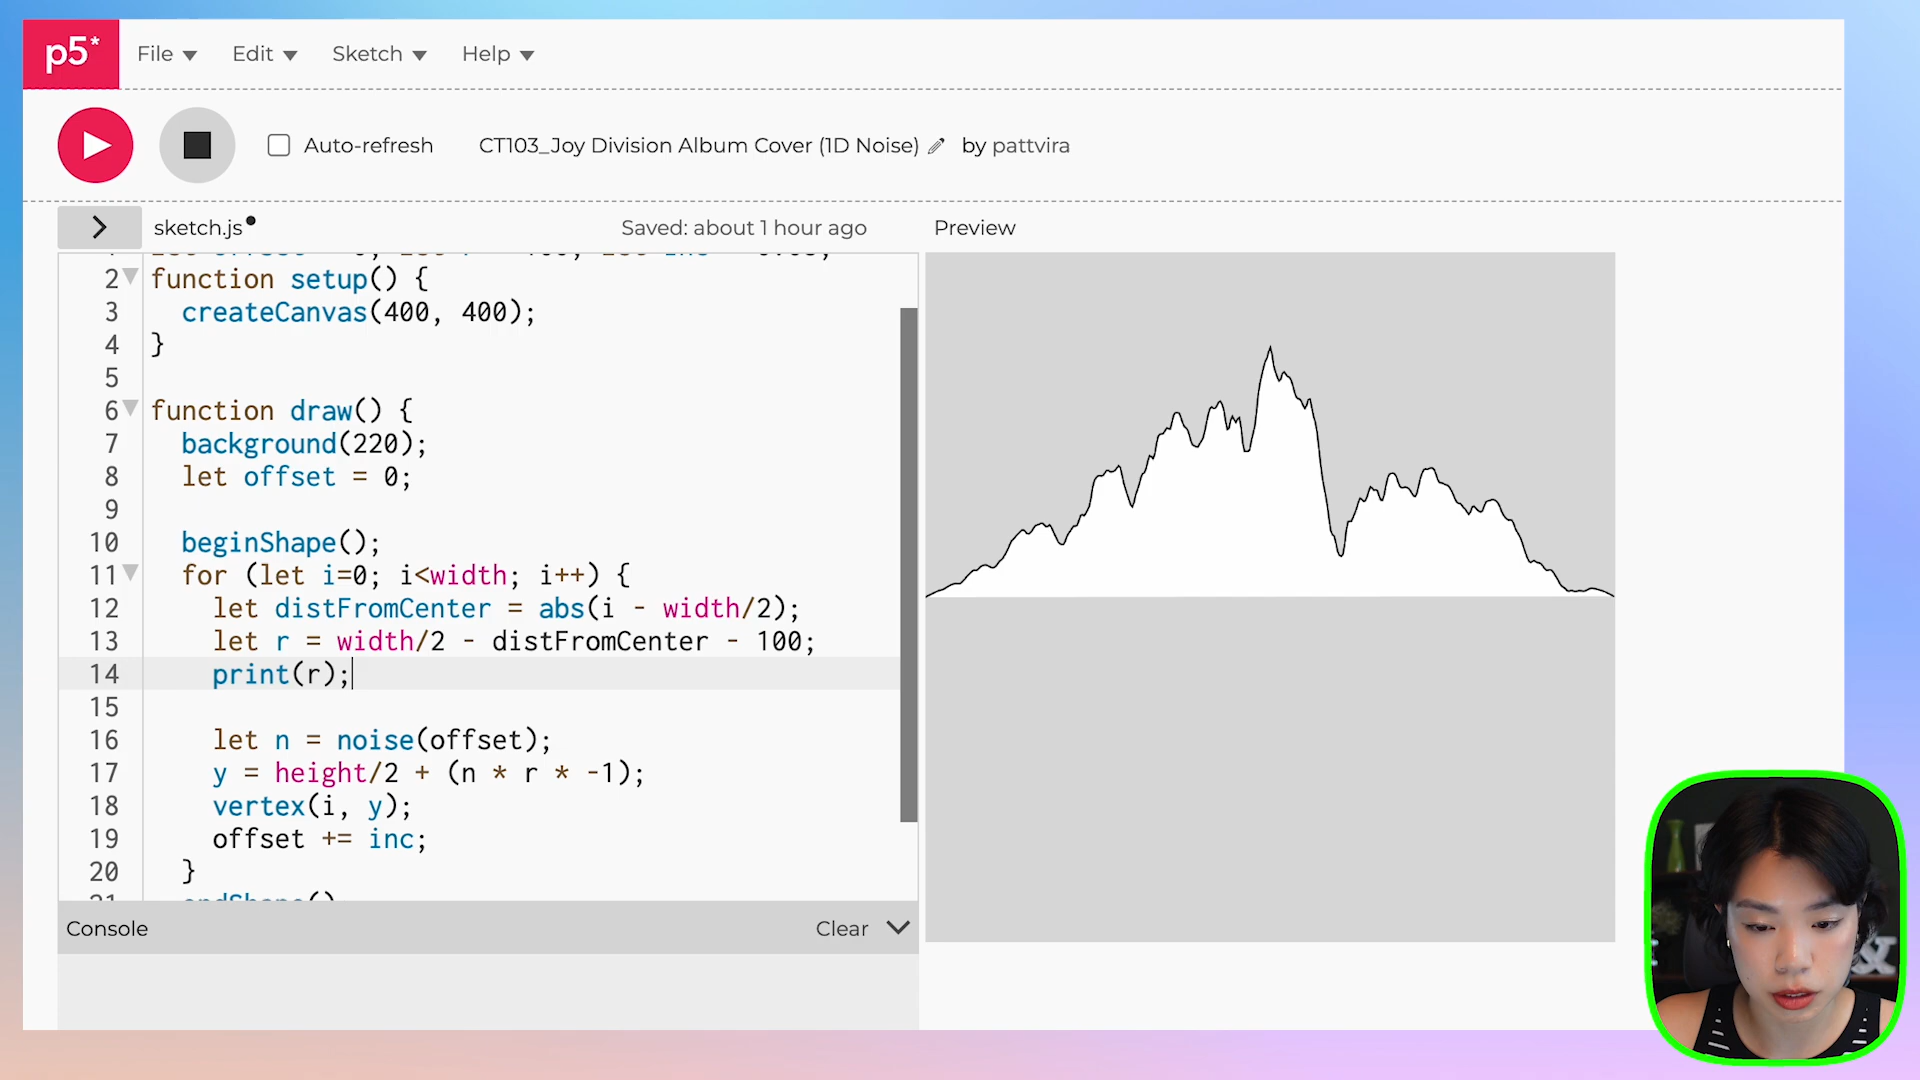 p5*
File
Edit
Sketch
Help
Auto-refresh
CT103_Joy Division Album Cover (1D Noise)
by pattvira
sketch.js
Saved: about 1 hour ago
Preview
2 function setup() {
3 createCanvas(400, 400);
4 }
5
6 function draw() {
7 background(220);
8 let offset = 0;
9
10 beginShape();
11 for (let i=0; i<width; i++) {
12 let distFromCenter = abs(i - width/2);
13 let r = width/2 - distFromCenter - 100;
14 print(r);
15
16 let n = noise(offset);
17 y = height/2 + (n * r * -1);
18 vertex(i, y);
19 offset += inc;
20 }
Console
Clear
&